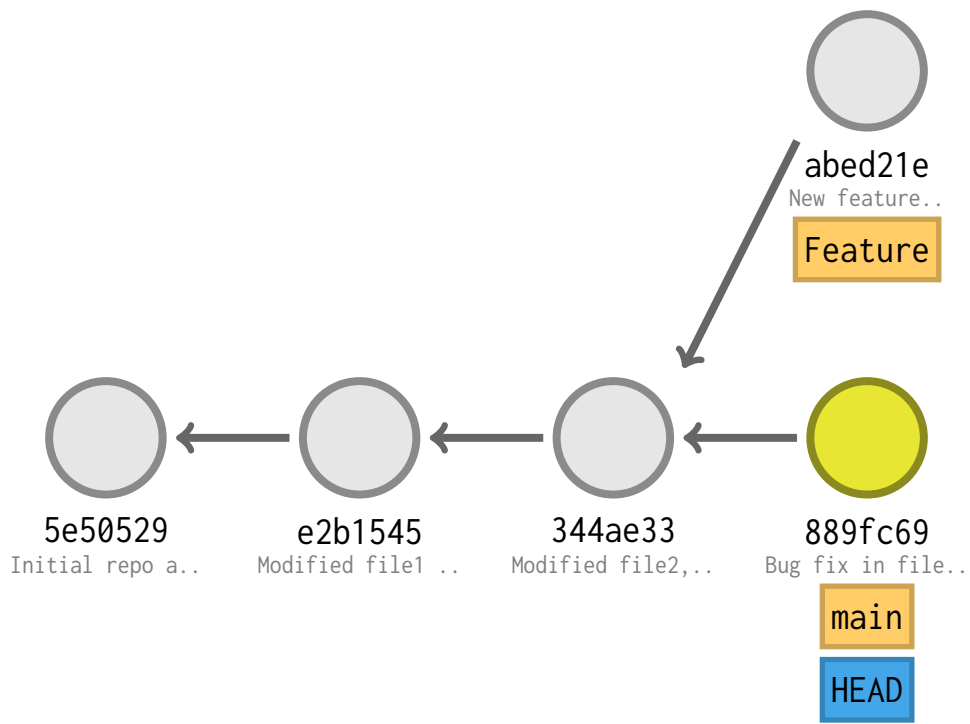 abed21e
New feature..
Feature
5e50529
Initial repo a..
e2b1545
Modified file1 ..
344ae33
Modified file2,..
889fc69
Bug fix in file..
main
HEAD